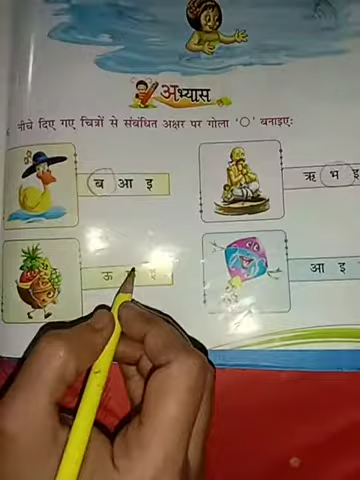 अभ्यास
नीचे दिए गए चित्रों से संबंधित अक्षर पर गोला 'O' बनाइए:
ब आ इ
ऋ भ इ
ऊ
आ इ